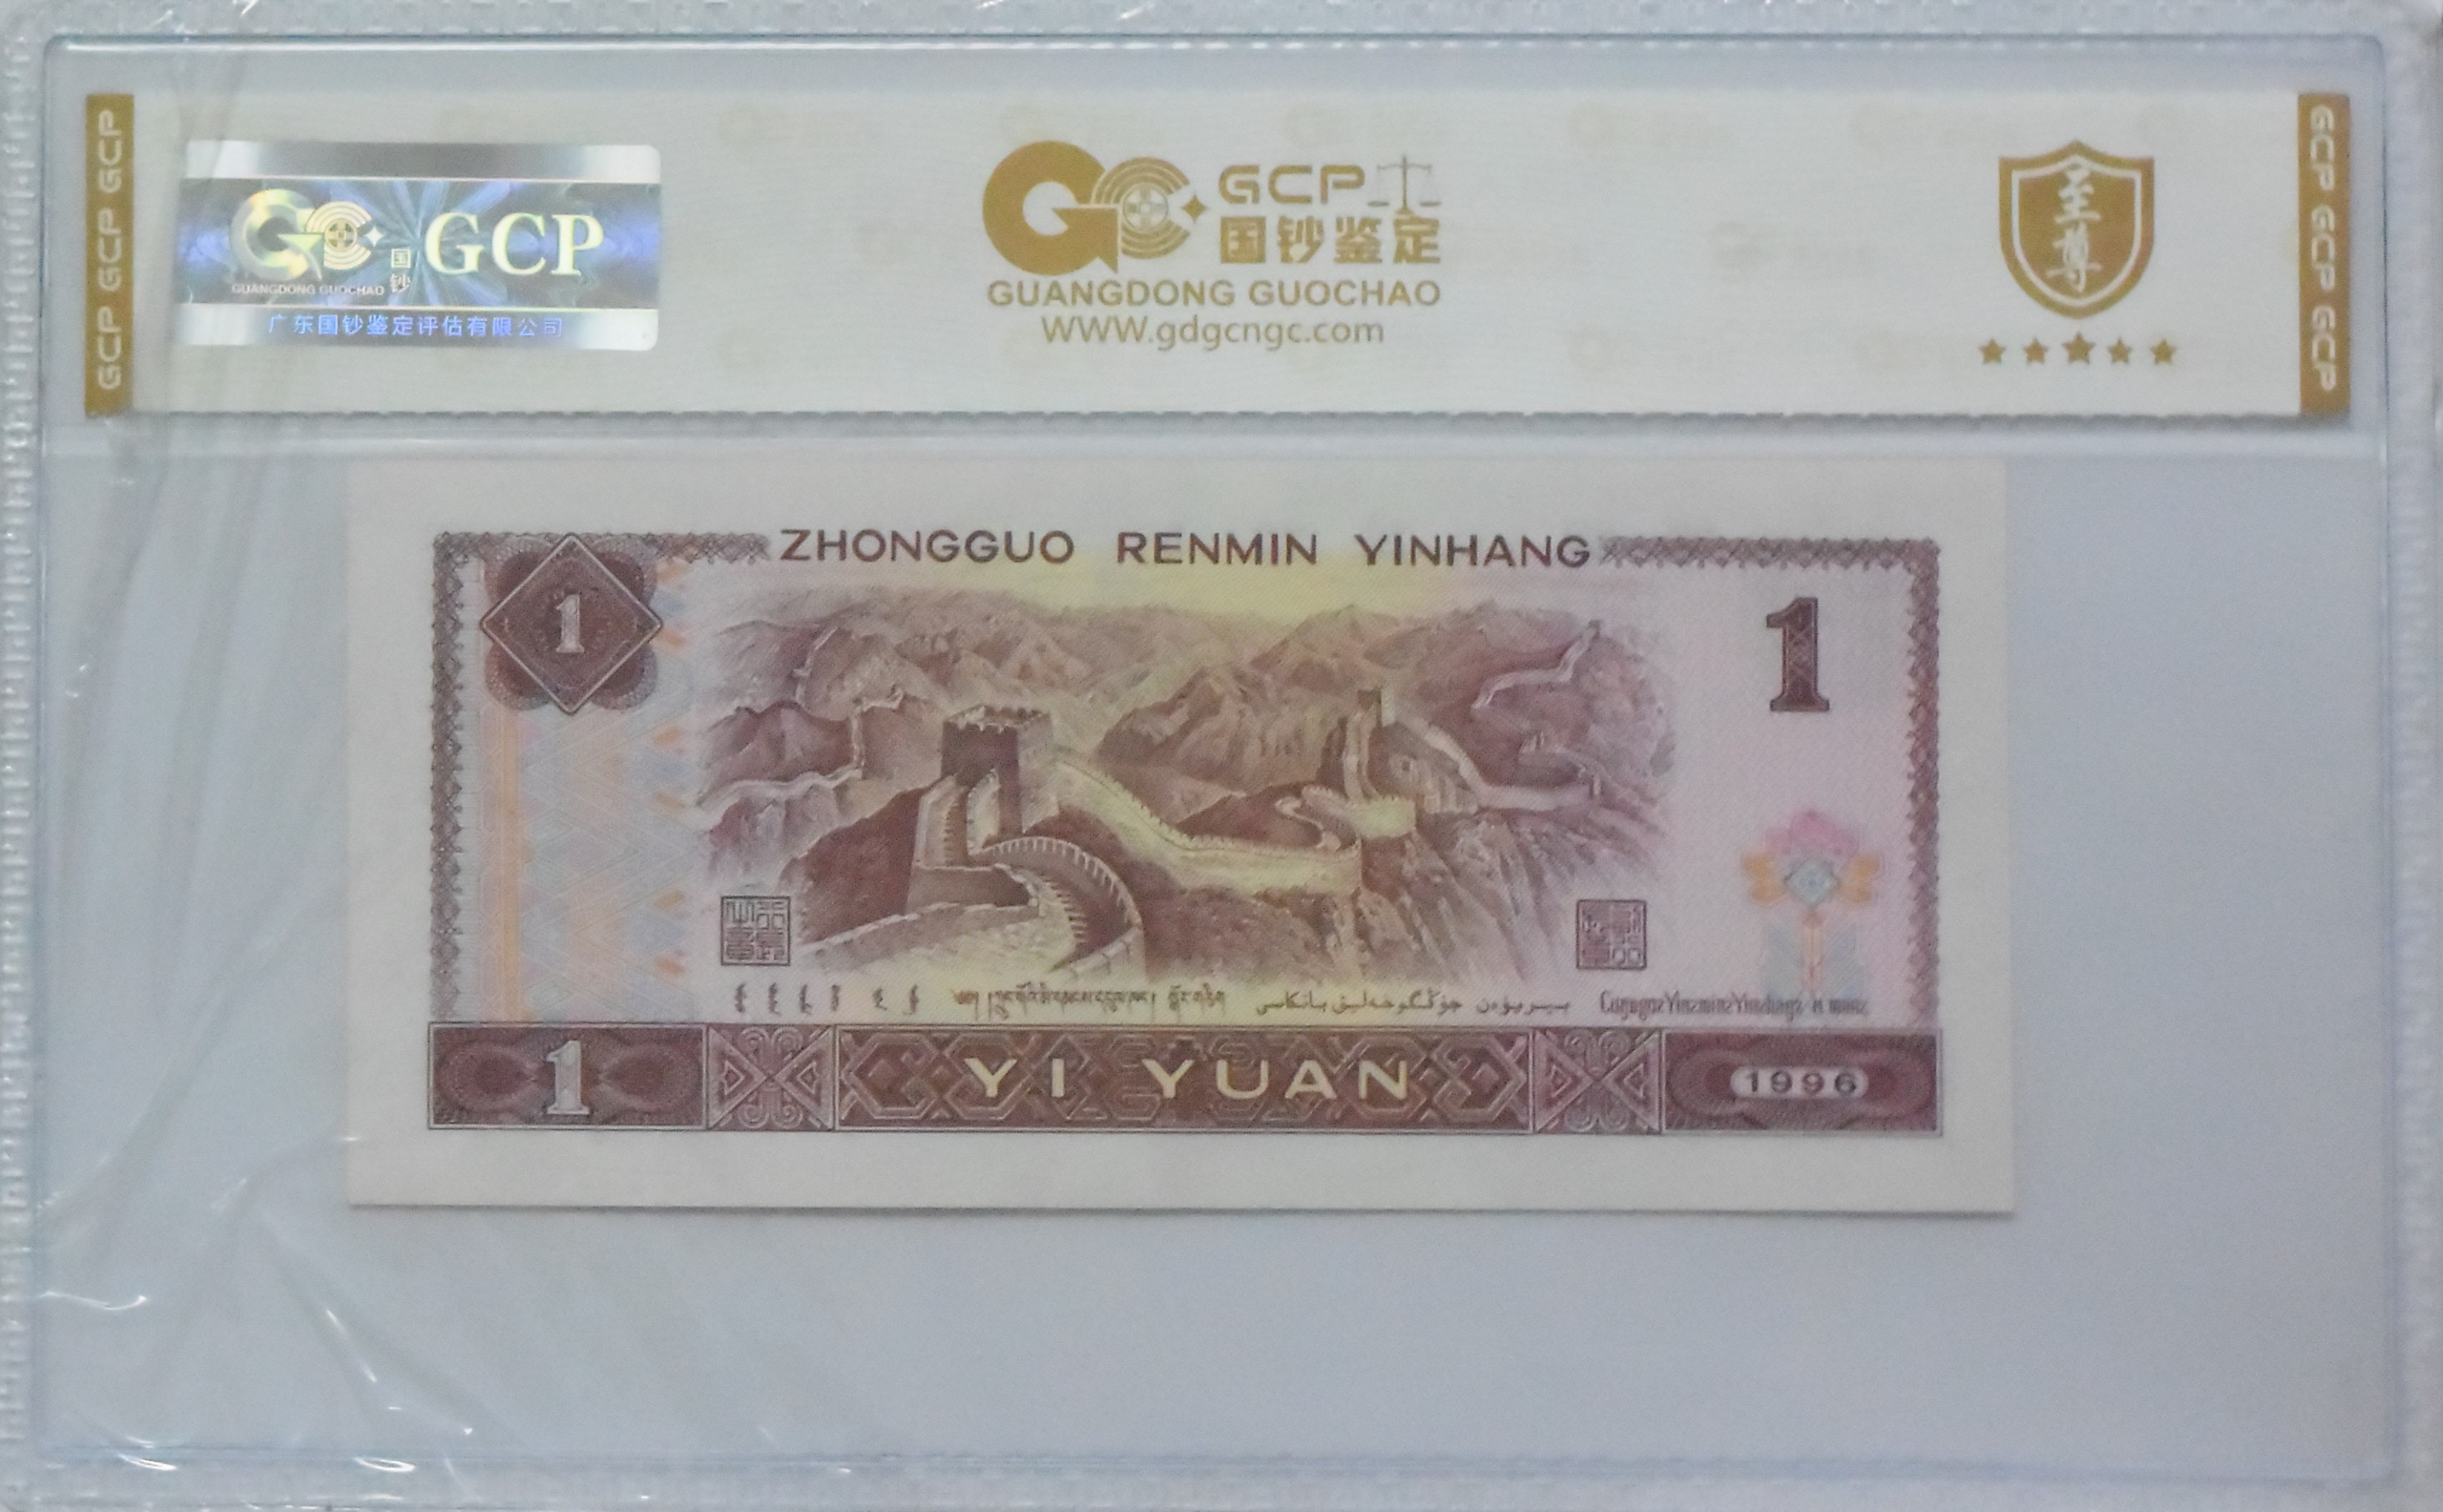 GCP GCP GCP
国钞 GCP
GUANGDONG GUOCHAO
广东国钞鉴定评估有限公司
GCP
国钞鉴定
GUANGDONG GUOCHAO
WWW.gdgcngc.com
至尊
GCP GCP GCP
ZHONGGUO RENMIN YINHANG
1
1
1
YI YUAN
1996